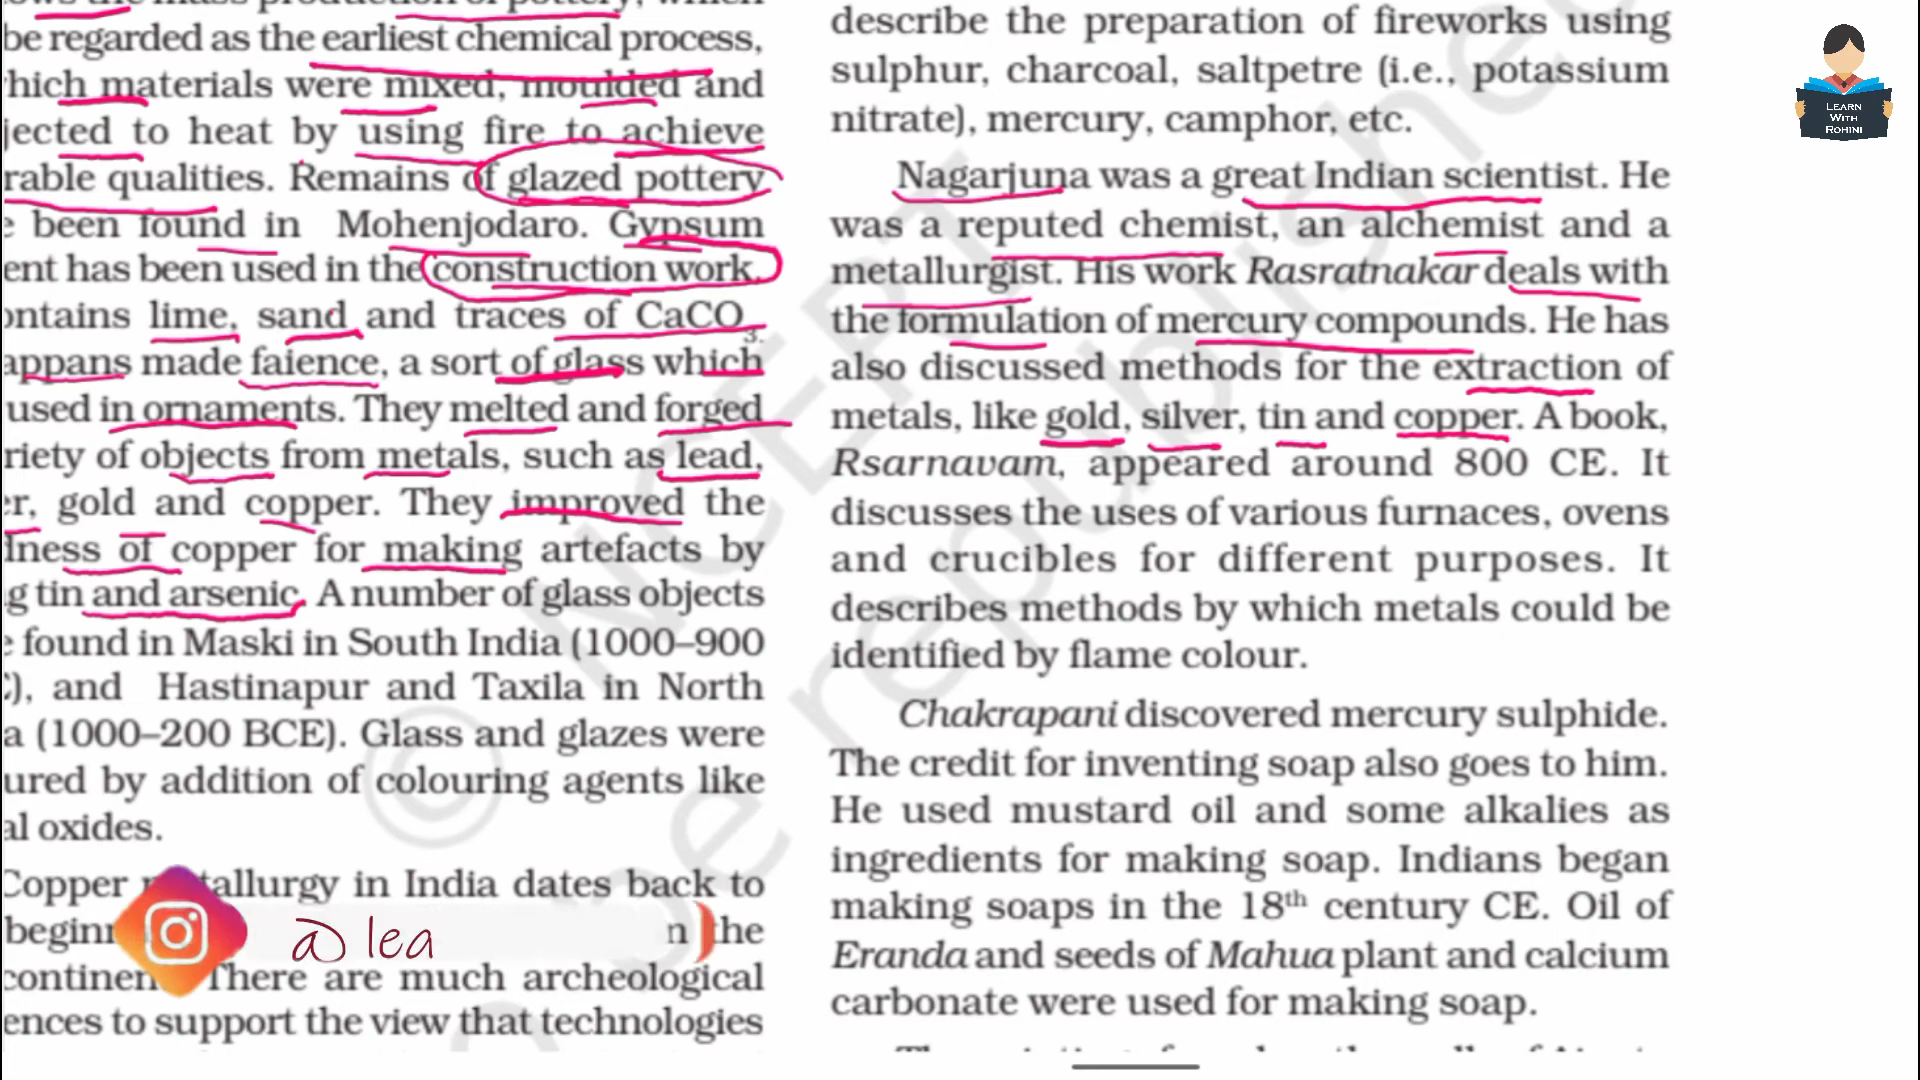 the mass production of pottery, which
be regarded as the earliest chemical process,
hich materials were mixed, moulded and
jected to heat by using fire to achieve
rable qualities. Remains of glazed pottery
e been found in Mohenjodaro. Gypsum
ent has been used in the construction work.
ontains lime, sand and traces of CaCO3.
appans made faience, a sort of glass which
used in ornaments. They melted and forged
riety of objects from metals, such as lead,
er, gold and copper. They improved the
dness of copper for making artefacts by
g tin and arsenic. A number of glass objects
e found in Maski in South India (1000–900
), and Hastinapur and Taxila in North
a (1000–200 BCE). Glass and glazes were
ured by addition of colouring agents like
al oxides.
Copper metallurgy in India dates back to
beginn n the
continen There are much archeological
ences to support the view that technologies
@ lea
describe the preparation of fireworks using
sulphur, charcoal, saltpetre (i.e., potassium
nitrate), mercury, camphor, etc.
Nagarjuna was a great Indian scientist. He
was a reputed chemist, an alchemist and a
metallurgist. His work Rasratnakar deals with
the formulation of mercury compounds. He has
also discussed methods for the extraction of
metals, like gold, silver, tin and copper. A book,
Rsarnavam, appeared around 800 CE. It
discusses the uses of various furnaces, ovens
and crucibles for different purposes. It
describes methods by which metals could be
identified by flame colour.
Chakrapani discovered mercury sulphide.
The credit for inventing soap also goes to him.
He used mustard oil and some alkalies as
ingredients for making soap. Indians began
making soaps in the 18th century CE. Oil of
Eranda and seeds of Mahua plant and calcium
carbonate were used for making soap.
LEARN
WITH
ROHINI
© NCERT
be republished